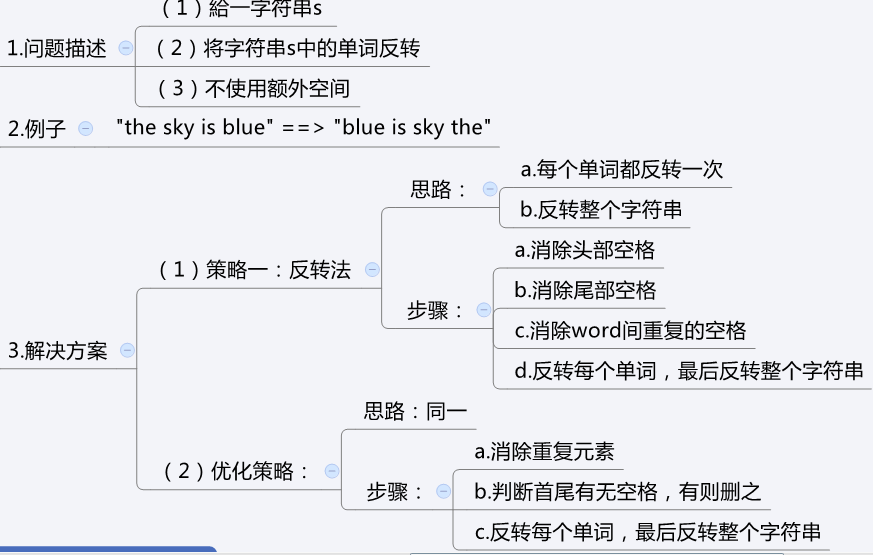 1.问题描述
（1）給一字符串s
（2）将字符串s中的单词反转
（3）不使用额外空间
2.例子
"the sky is blue" ==> "blue is sky the"
3.解决方案
（1）策略一：反转法
思路：
a.每个单词都反转一次
b.反转整个字符串
步骤：
a.消除头部空格
b.消除尾部空格
c.消除word间重复的空格
d.反转每个单词，最后反转整个字符串
（2）优化策略：
思路：同一
步骤：
a.消除重复元素
b.判断首尾有无空格，有则删之
c.反转每个单词，最后反转整个字符串